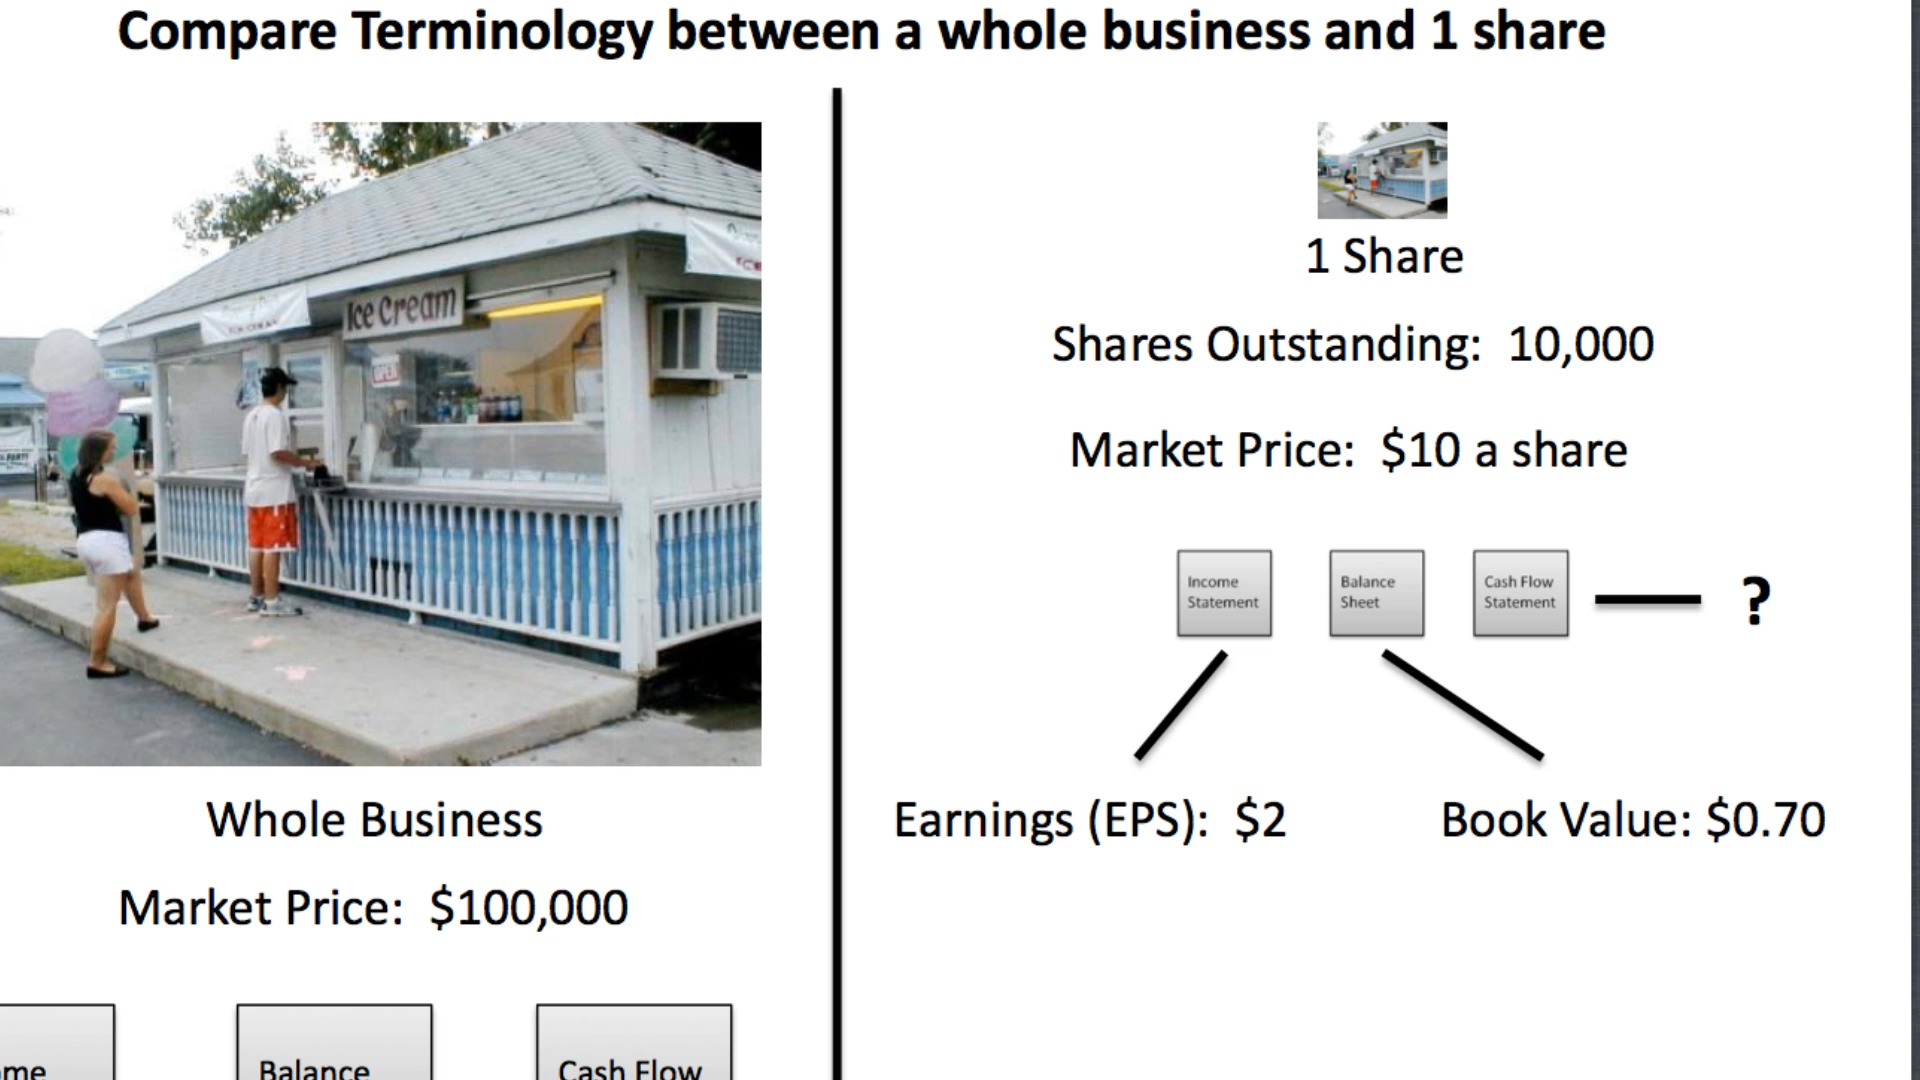 Compare Terminology between a whole business and 1 share
Ice Cream
OPEN
Whole Business
Market Price: $100,000
Balance
Cash Flow
1 Share
Shares Outstanding: 10,000
Market Price: $10 a share
Income
Statement
Balance
Sheet
Cash Flow
Statement
?
Earnings (EPS): $2
Book Value: $0.70